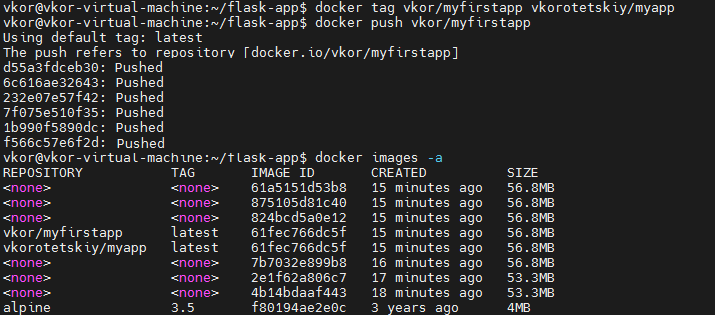 vkor@vkor-virtual-machine:~/flask-app$ docker tag vkor/myfirstapp vkorotetskiy/myapp
vkor@vkor-virtual-machine:~/flask-app$ docker push vkor/myfirstapp
Using default tag: latest
The push refers to repository [docker.io/vkor/myfirstapp]
d55a3fdceb30: Pushed
6c616ae32643: Pushed
232e07e57f42: Pushed
7f075e510f35: Pushed
1b990f5890dc: Pushed
f566c57e6f2d: Pushed
vkor@vkor-virtual-machine:~/flask-app$ docker images -a
REPOSITORY TAG IMAGE ID CREATED SIZE
<none> <none> 61a5151d53b8 15 minutes ago 56.8MB
<none> <none> 875105d81c40 15 minutes ago 56.8MB
<none> <none> 824bcd5a0e12 15 minutes ago 56.8MB
vkor/myfirstapp latest 61fec766dc5f 15 minutes ago 56.8MB
vkorotetskiy/myapp latest 61fec766dc5f 15 minutes ago 56.8MB
<none> <none> 7b7032e899b8 16 minutes ago 56.8MB
<none> <none> 2e1f62a806c7 17 minutes ago 53.3MB
<none> <none> 4b14bdaaf443 18 minutes ago 53.3MB
alpine 3.5 f80194ae2e0c 3 years ago 4MB